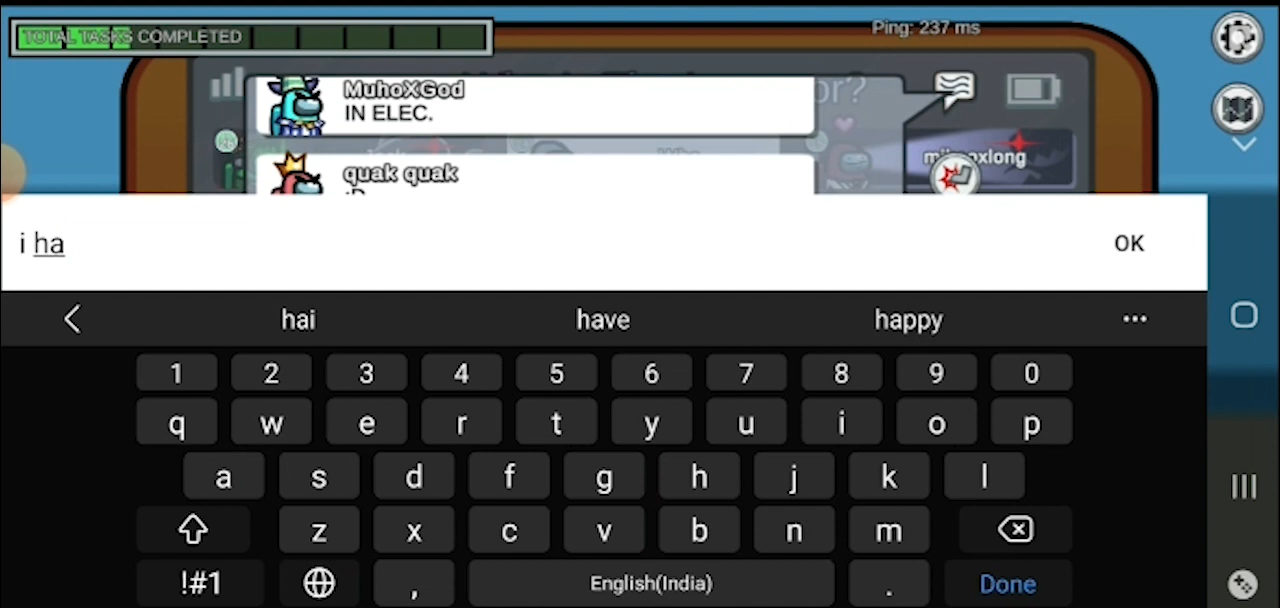 TOTAL TASKS COMPLETED
Ping: 237 ms
or?
MuhoXGod
IN ELEC.
quak quak
i ha
OK
hai have happy
1 2 3 4 5 6 7 8 9 0
q w e r t y u i o p
a s d f g h j k l
z x c v b n m
!#1 , English(India) . Done